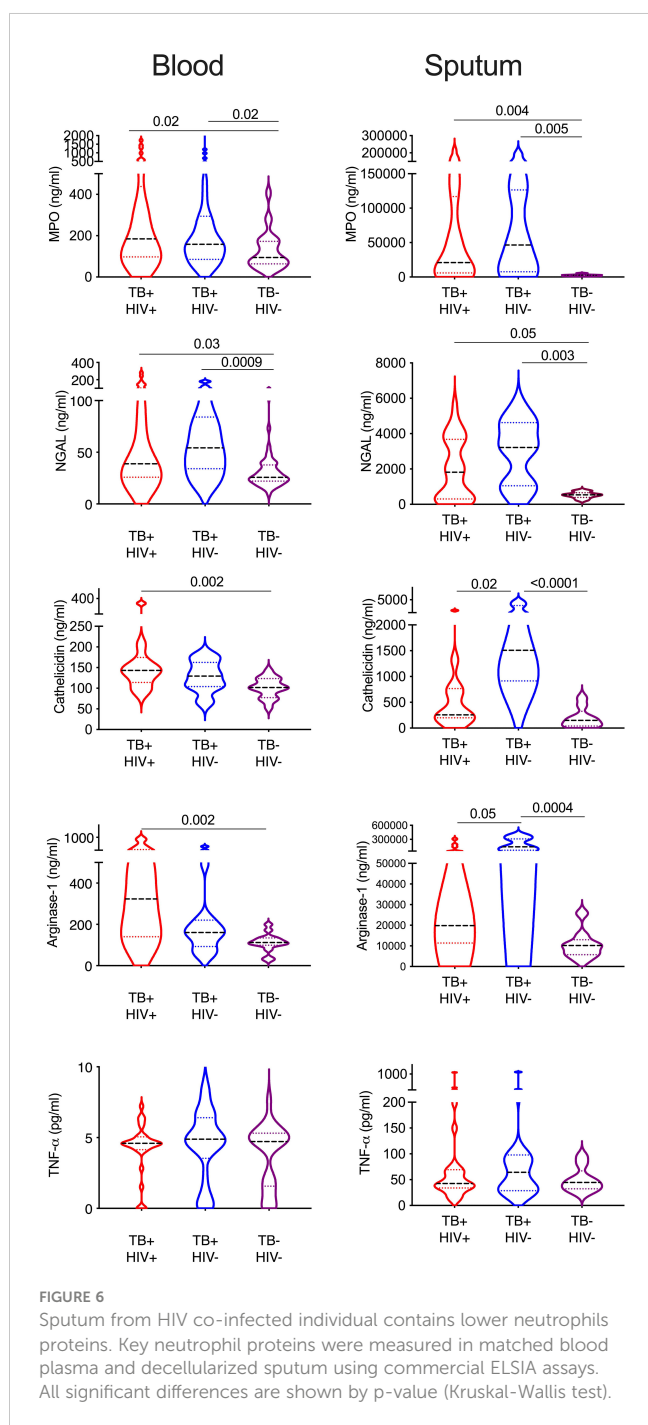 Blood
Sputum
0.02
0.02
2000
1500
1000
500
400
200
0
MPO (ng/ml)
TB+ TB+ TB-
HIV+ HIV- HIV-
0.004
0.005
300000
200000
150000
100000
50000
0
MPO (ng/ml)
TB+ TB+ TB-
HIV+ HIV- HIV-
0.03
0.0009
400
200
100
50
0
NGAL (ng/ml)
TB+ TB+ TB-
HIV+ HIV- HIV-
0.05
0.003
8000
6000
4000
2000
0
NGAL (ng/ml)
TB+ TB+ TB-
HIV+ HIV- HIV-
0.002
400
250
200
150
100
50
0
Cathelicidin (ng/ml)
TB+ TB+ TB-
HIV+ HIV- HIV-
0.02 <0.0001
5000
2000
1500
1000
500
0
Cathelicidin (ng/ml)
TB+ TB+ TB-
HIV+ HIV- HIV-
0.002
1000
400
200
0
Arginase-1 (ng/ml)
TB+ TB+ TB-
HIV+ HIV- HIV-
0.05 0.0004
600000
300000
50000
40000
30000
20000
10000
0
Arginase-1 (ng/ml)
TB+ TB+ TB-
HIV+ HIV- HIV-
10
5
0
TNF-α (pg/ml)
TB+ TB+ TB-
HIV+ HIV- HIV-
1000
200
150
100
50
0
TNF-α (pg/ml)
TB+ TB+ TB-
HIV+ HIV- HIV-
FIGURE 6
Sputum from HIV co-infected individual contains lower neutrophils
proteins. Key neutrophil proteins were measured in matched blood
plasma and decellularized sputum using commercial ELSIA assays.
All significant differences are shown by p-value (Kruskal-Wallis test).